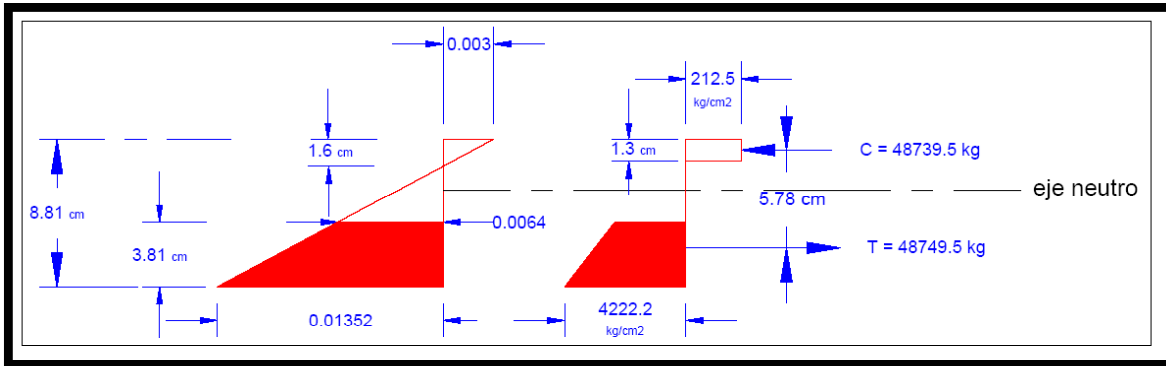 0.003
212.5
kg/cm2
1.6 cm
1.3 cm
C = 48739.5 kg
eje neutro
8.81 cm
5.78 cm
0.0064
3.81 cm
T = 48749.5 kg
0.01352
4222.2
kg/cm2